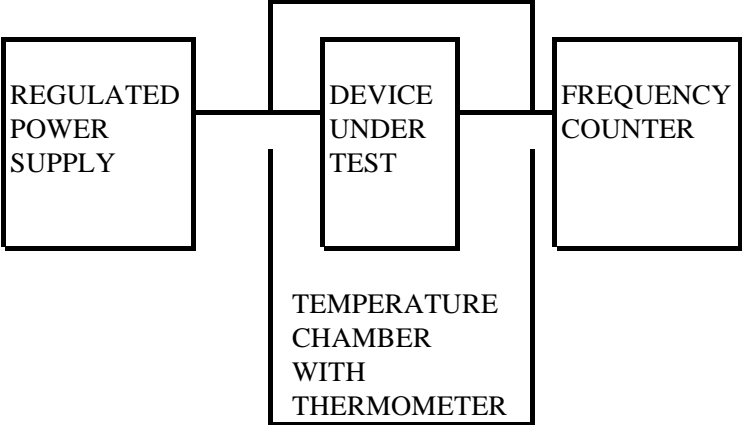 REGULATED
POWER
SUPPLY
DEVICE
UNDER
TEST
FREQUENCY
COUNTER
TEMPERATURE
CHAMBER
WITH
THERMOMETER